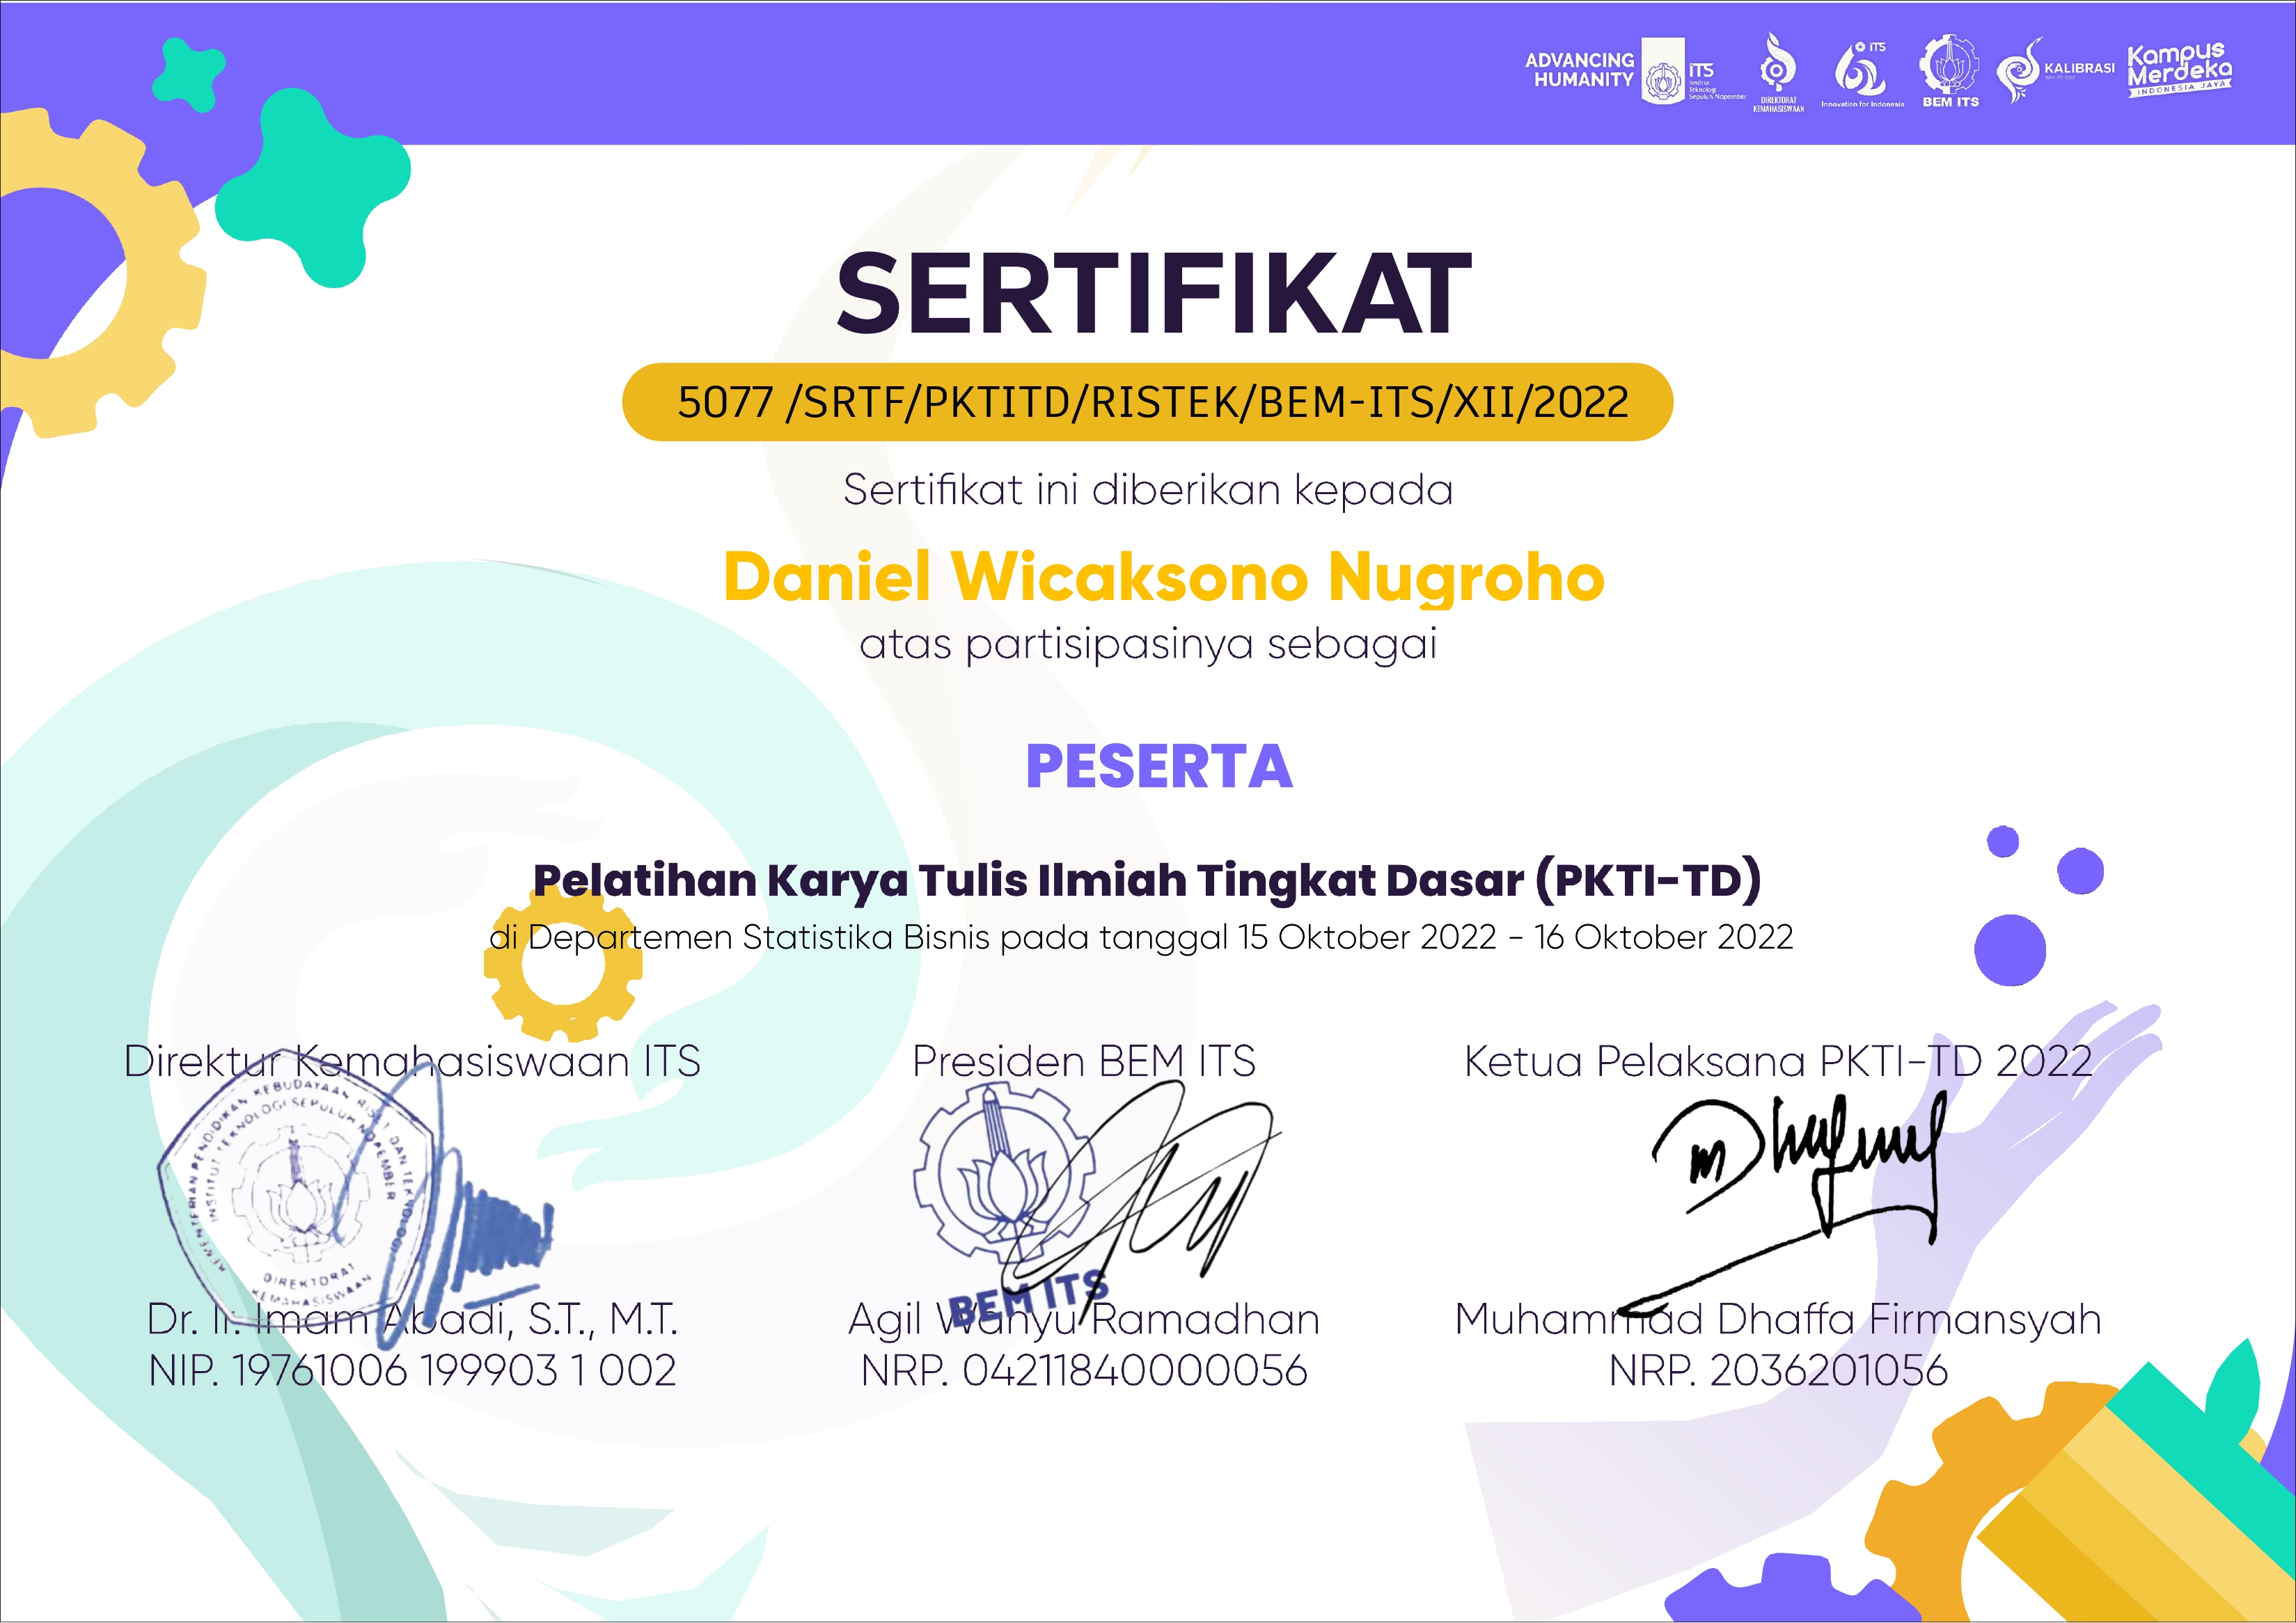 ADVANCING
HUMANITY
ITS
Institut
Teknologi
Sepuluh Nopember
DIREKTORAT
KEMAHASISWAAN
ITS
Innovation for Indonesia
BEM ITS
KALIBRASI
Kampus
Merdeka
INDONESIA JAYA
SERTIFIKAT
5077 /SRTF/PKTITD/RISTEK/BEM-ITS/XII/2022
Sertifikat ini diberikan kepada
Daniel Wicaksono Nugroho
atas partisipasinya sebagai
PESERTA
Pelatihan Karya Tulis Ilmiah Tingkat Dasar (PKTI-TD)
di Departemen Statistika Bisnis pada tanggal 15 Oktober 2022 - 16 Oktober 2022
Direktur Kemahasiswaan ITS
Presiden BEM ITS
Ketua Pelaksana PKTI-TD 2022
KEMENTERIAN PENDIDIKAN KEBUDAYAAN RISET DAN TEKNOLOGI
INSTITUT TEKNOLOGI SEPULUH NOPEMBER
DIREKTORAT
KEMAHASISWAAN
BEM ITS
Dr. Ir. Imam Abadi, S.T., M.T.
NIP. 19761006 199903 1 002
Agil Wahyu Ramadhan
NRP. 04211840000056
Muhammad Dhaffa Firmansyah
NRP. 2036201056